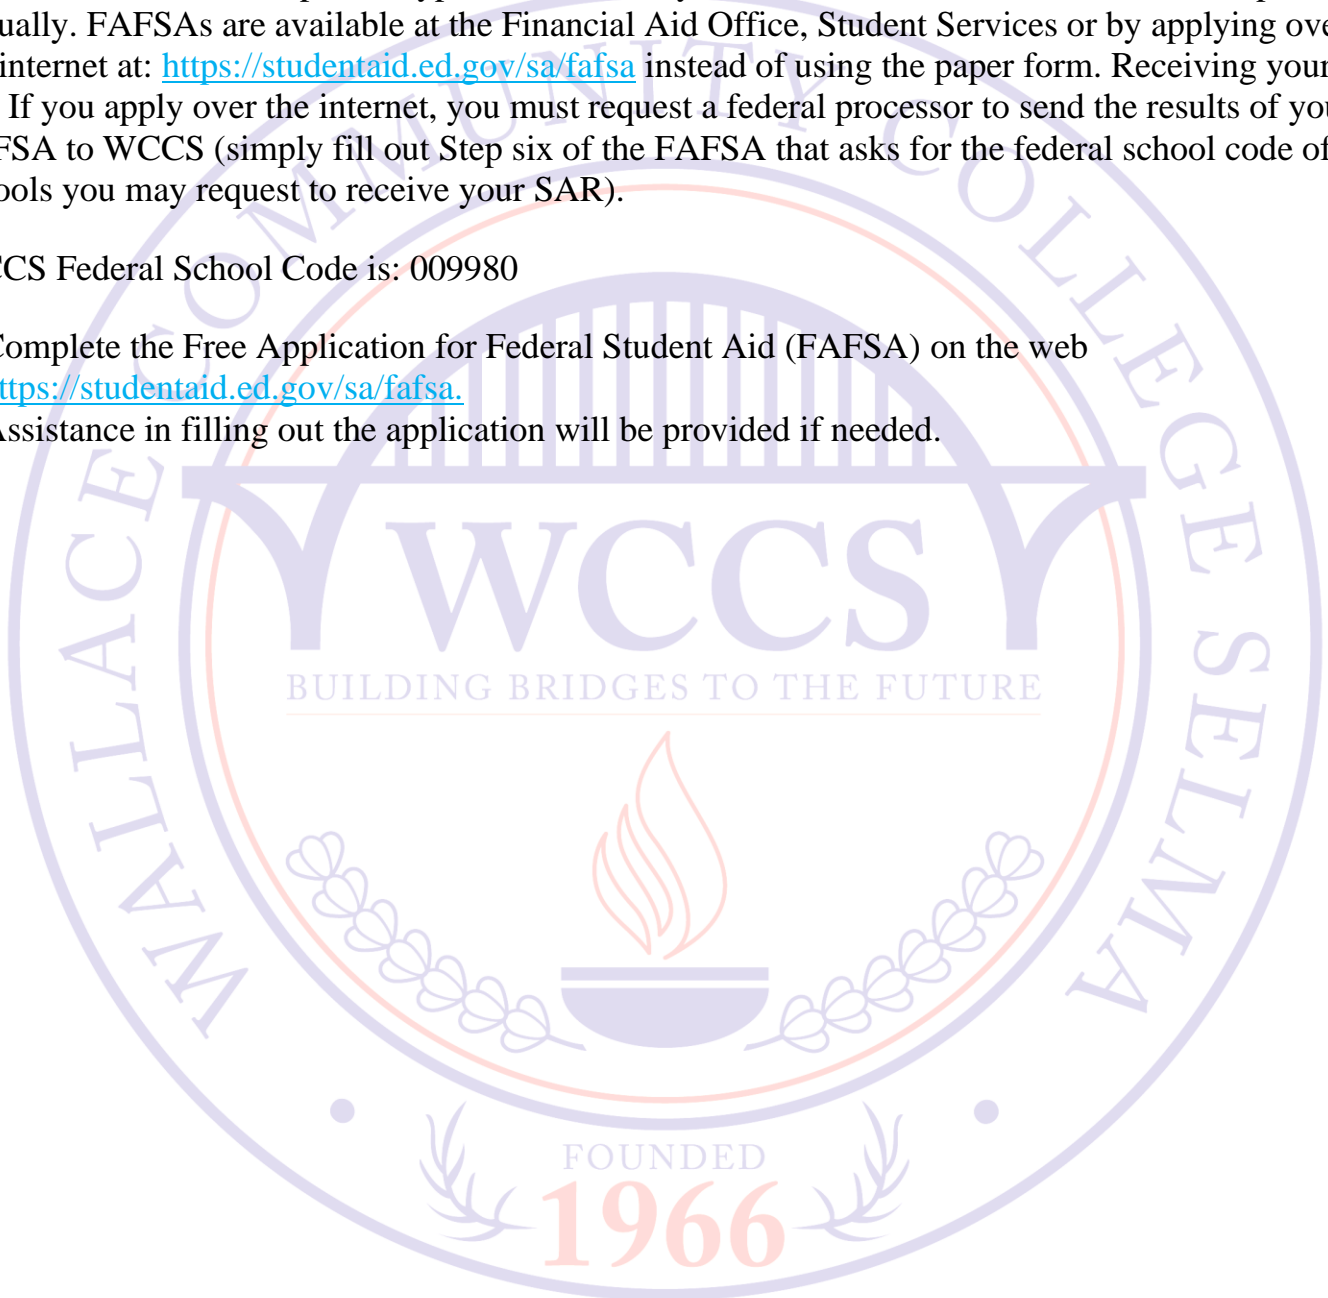 ually. FAFSAs are available at the Financial Aid Office, Student Services or by applying ove
internet at: https://studentaid.ed.gov/sa/fafsa instead of using the paper form. Receiving your
If you apply over the internet, you must request a federal processor to send the results of you
FSA to WCCS (simply fill out Step six of the FAFSA that asks for the federal school code of
ools you may request to receive your SAR).
CCS Federal School Code is: 009980
Complete the Free Application for Federal Student Aid (FAFSA) on the web
ttps://studentaid.ed.gov/sa/fafsa.
Assistance in filling out the application will be provided if needed.
WALLACE COMMUNITY COLLEGE SELMA
WCCS
BUILDING BRIDGES TO THE FUTURE
FOUNDED
1966